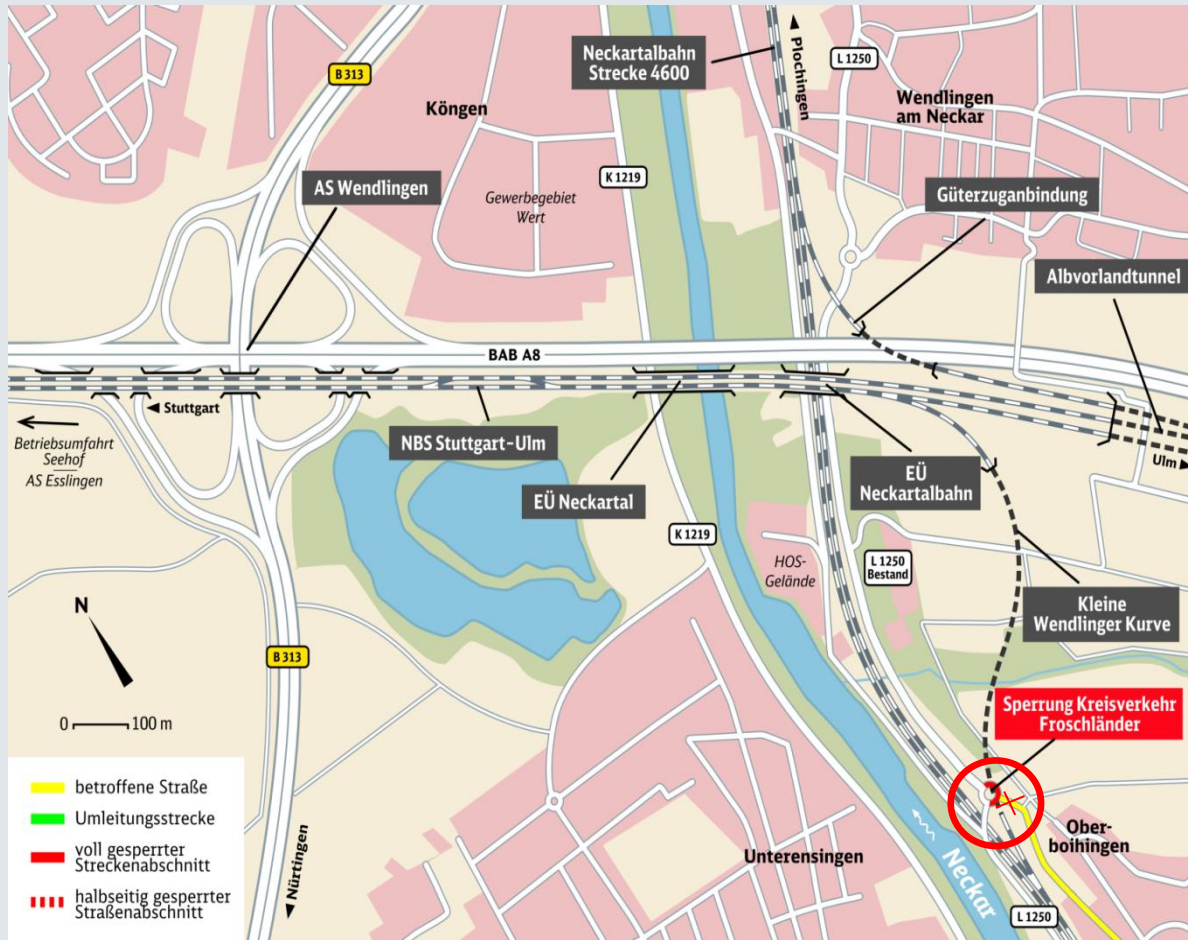 Neckartalbahn
Strecke 4600
Plochingen
L 1250
B 313
Köngen
Wendlingen
am Neckar
K 1219
AS Wendlingen
Gewerbegebiet
Wert
Güterzuganbindung
Albvorlandtunnel
BAB A8
Stuttgart
Betriebsumfahrt
Seehof
AS Esslingen
NBS Stuttgart-Ulm
EÜ Neckartal
EÜ
Neckartalbahn
Ulm
K 1219
HOS-
Gelände
L 1250
Bestand
Kleine
Wendlinger Kurve
N
B 313
0 100 m
Sperrung Kreisverkehr
Froschländer
betroffene Straße
Umleitungsstrecke
voll gesperrter
Streckenabschnitt
halbseitig gesperrter
Straßenabschnitt
Nürtingen
Unterensingen
Neckar
Ober-
boihingen
L 1250